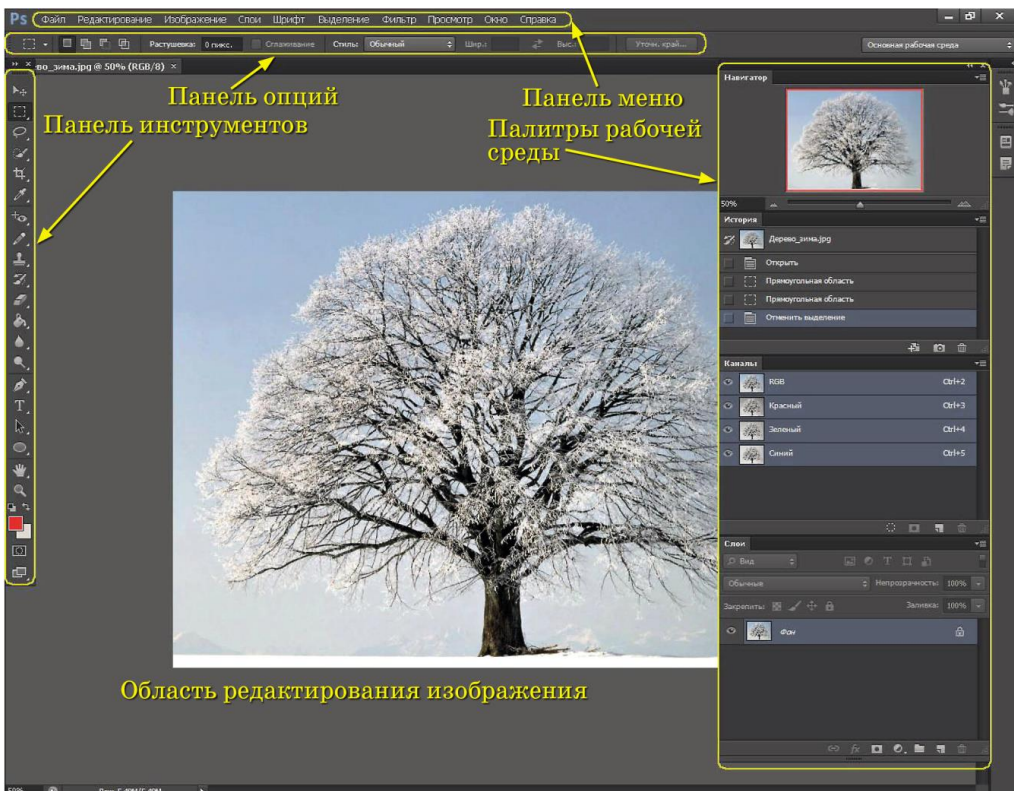 Ps Файл Редактирование Изображение Слои Шрифт Выделение Фильтр Просмотр Окно Справка
Растушевка: 0 пикс. Сглаживание Стиль: Обычный Шир.: Выс.: Уточн. край... Основная рабочая среда
во_зима.jpg @ 50% (RGB/8) ×
Панель опций
Панель меню
Панель инструментов
Палитры рабочей
среды
Навигатор
50%
История
Дерево_зима.jpg
Открыть
Прямоугольная область
Прямоугольная область
Отменить выделение
Каналы
RGB Ctrl+2
Красный Ctrl+3
Зеленый Ctrl+4
Синий Ctrl+5
Слои
Вид
Обычные Непрозрачность: 100%
Закрепить: Заливка: 100%
Фон
fx
Область редактирования изображения
50%